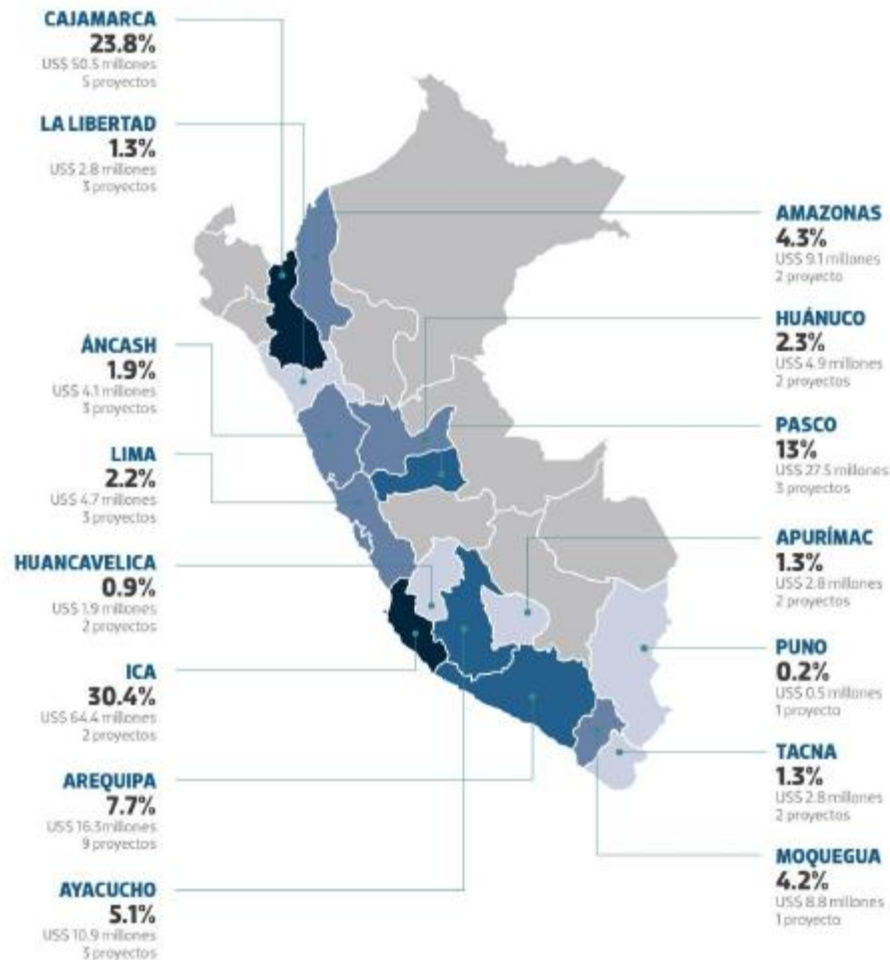 CAJAMARCA
23.8%
US$ 50.5 millones
5 proyectos
LA LIBERTAD
1.3%
US$ 2.8 millones
3 proyectos
ÁNCASH
1.9%
US$ 4.1 millones
3 proyectos
LIMA
2.2%
US$ 4.7 millones
3 proyectos
HUANCAVELICA
0.9%
US$ 1.9 millones
2 proyectos
ICA
30.4%
US$ 64.4 millones
2 proyectos
AREQUIPA
7.7%
US$ 16.3millones
9 proyectos
AYACUCHO
5.1%
US$ 10.9 millones
3 proyectos
AMAZONAS
4.3%
US$ 9.1 millones
2 proyecto
HUÁNUCO
2.3%
US$ 4.9 millones
2 proyectos
PASCO
13%
US$ 27.5 millones
3 proyectos
APURÍMAC
1.3%
US$ 2.8 millones
2 proyectos
PUNO
0.2%
US$ 0.5 millones
1 proyecto
TACNA
1.3%
US$ 2.8 millones
2 proyectos
MOQUEGUA
4.2%
US$ 8.8 millones
1 proyecto